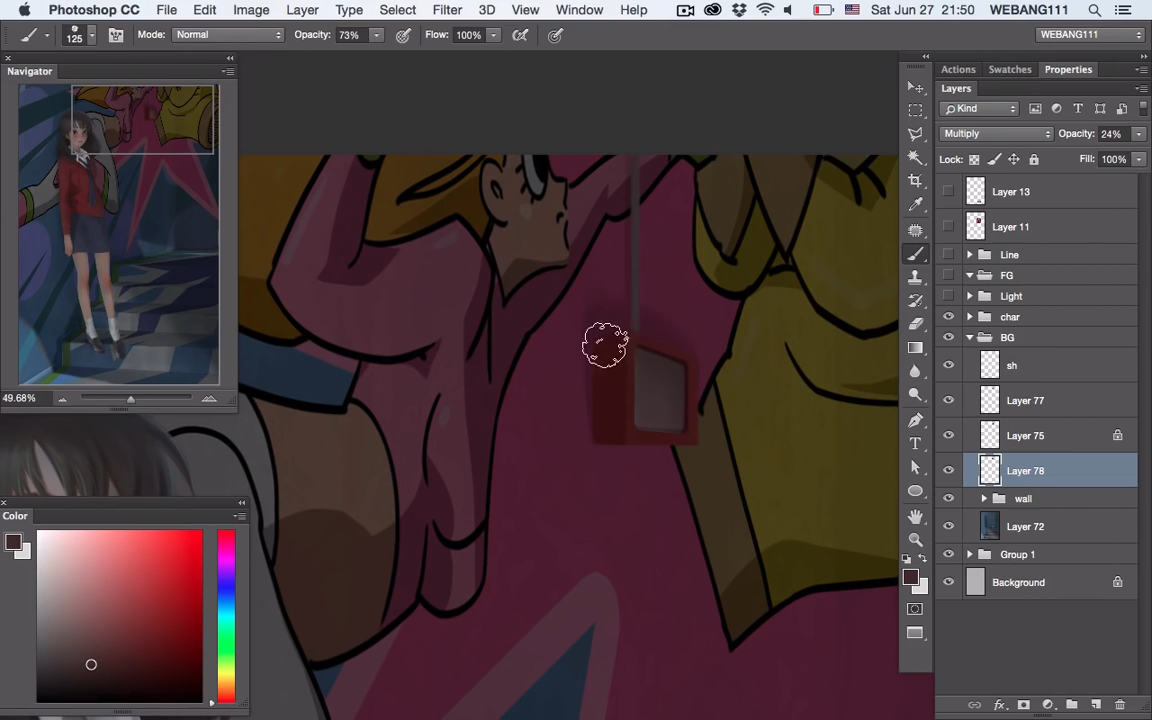 Photoshop CC File Edit Image Layer Type Select Filter 3D View Window Help Sat Jun 27 21:50 WEBANG111
125 Mode: Normal Opacity: 73% Flow: 100% WEBANG111
Navigator
49.68%
Color
Actions Swatches Properties
Layers
Kind
Multiply Opacity: 24%
Lock: Fill: 100%
Layer 13
Layer 11
Line
FG
Light
char
BG
sh
Layer 77
Layer 75
Layer 78
wall
Layer 72
Group 1
Background